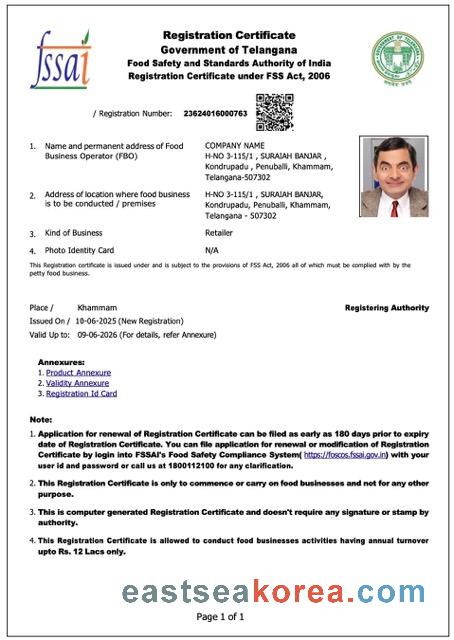 fssai
Registration Certificate
Government of Telangana
Food Safety and Standards Authority of India
Registration Certificate under FSS Act, 2006
/ Registration Number: 23624016000763
1. Name and permanent address of Food Business Operator (FBO)
COMPANY NAME
H-NO 3-115/1 , SURAIAH BANJAR ,
Kondrupadu , Penuballi, Khammam,
Telangana-507302
2. Address of location where food business is to be conducted / premises
H-NO 3-115/1 , SURAIAH BANJAR,
Kondrupadu, Penuballi, Khammam,
Telangana - 507302
3. Kind of Business Retailer
4. Photo Identity Card N/A
This Registration certificate is issued under and is subject to the provisions of FSS Act, 2006 all of which must be complied with by the
petty food business.
Place / Khammam
Registering Authority
Issued On / 10-06-2025 (New Registration)
Valid Up to: 09-06-2026 (For details, refer Annexure)
Annexures:
1. Product Annexure
2. Validity Annexure
3. Registration Id Card
Note:
1. Application for renewal of Registration Certificate can be filed as early as 180 days prior to expiry
date of Registration Certificate. You can file application for renewal or modification of Registration
Certificate by login into FSSAI's Food Safety Compliance System( https://foscos.fssai.gov.in) with your
user id and password or call us at 1800112100 for any clarification.
2. This Registration Certificate is only to commence or carry on food businesses and not for any other
purpose.
3. This is computer generated Registration Certificate and doesn't require any signature or stamp by
authority.
4. This Registration Certificate is allowed to conduct food businesses activities having annual turnover
upto Rs. 12 Lacs only.
eastseakorea.com
Page 1 of 1